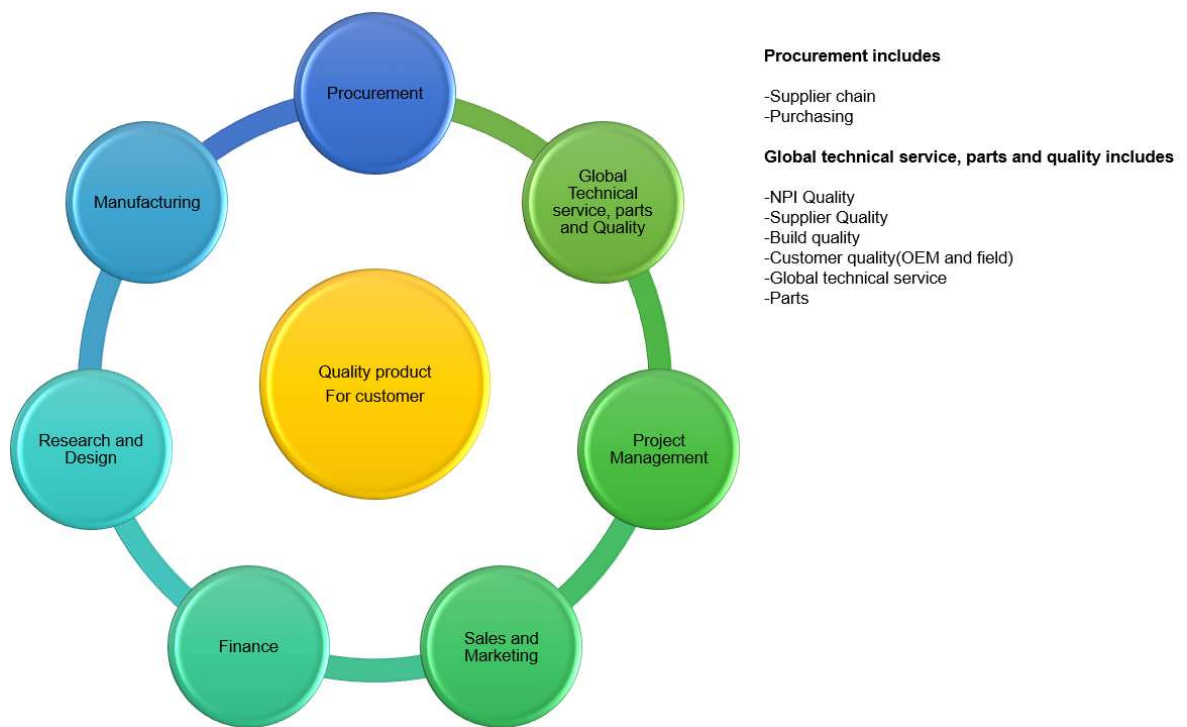 Procurement
Global
Technical
service, parts
and Quality
Project
Management
Sales and
Marketing
Finance
Research and
Design
Manufacturing
Quality product
For customer
Procurement includes
-Supplier chain
-Purchasing
Global technical service, parts and quality includes
-NPI Quality
-Supplier Quality
-Build quality
-Customer quality(OEM and field)
-Global technical service
-Parts